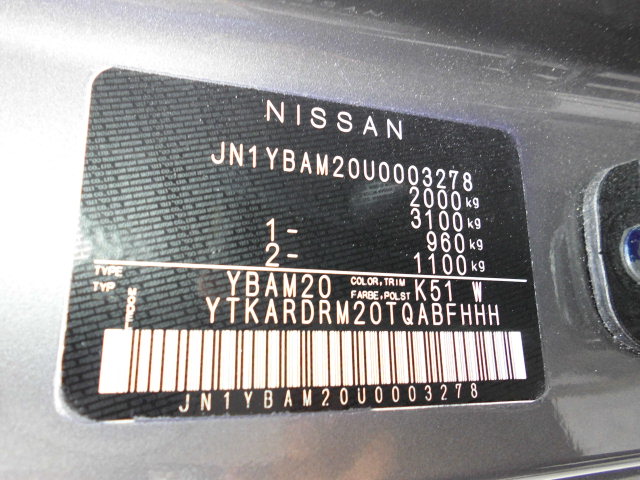 NISSAN
JN1YBAM20U0003278
2000 kg
3100 kg
1- 960 kg
2- 1100 kg
TYPE TYP YBAM20 COLOR, TRIM FARBE, POLST K51 W
MODEL YTKARDRM20TQABFHHH
JN1YBAM20U0003278